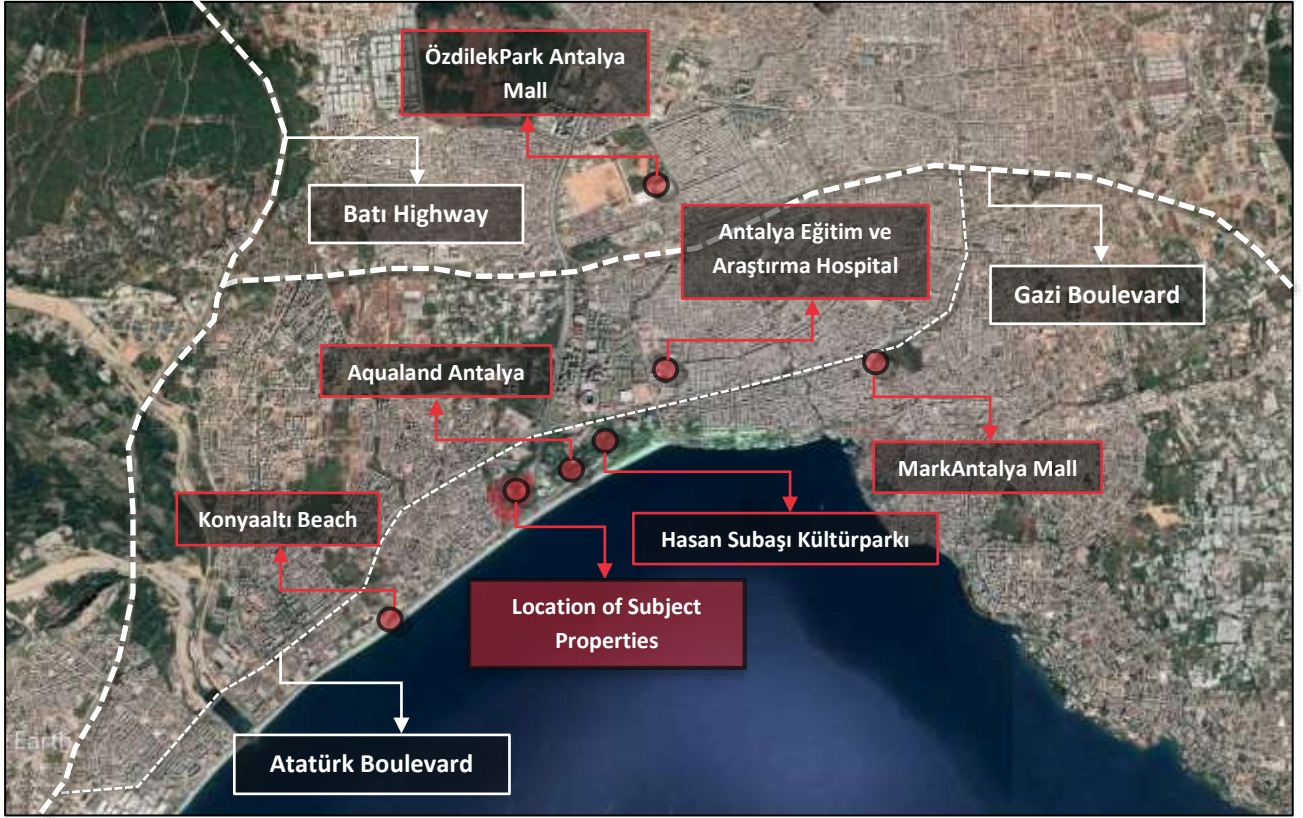 ÖzdilekPark Antalya
Mall
Batı Highway
Antalya Eğitim ve
Araştırma Hospital
Gazi Boulevard
Aqualand Antalya
MarkAntalya Mall
Konyaaltı Beach
Hasan Subaşı Kültürparkı
Location of Subject
Properties
Earth
Atatürk Boulevard